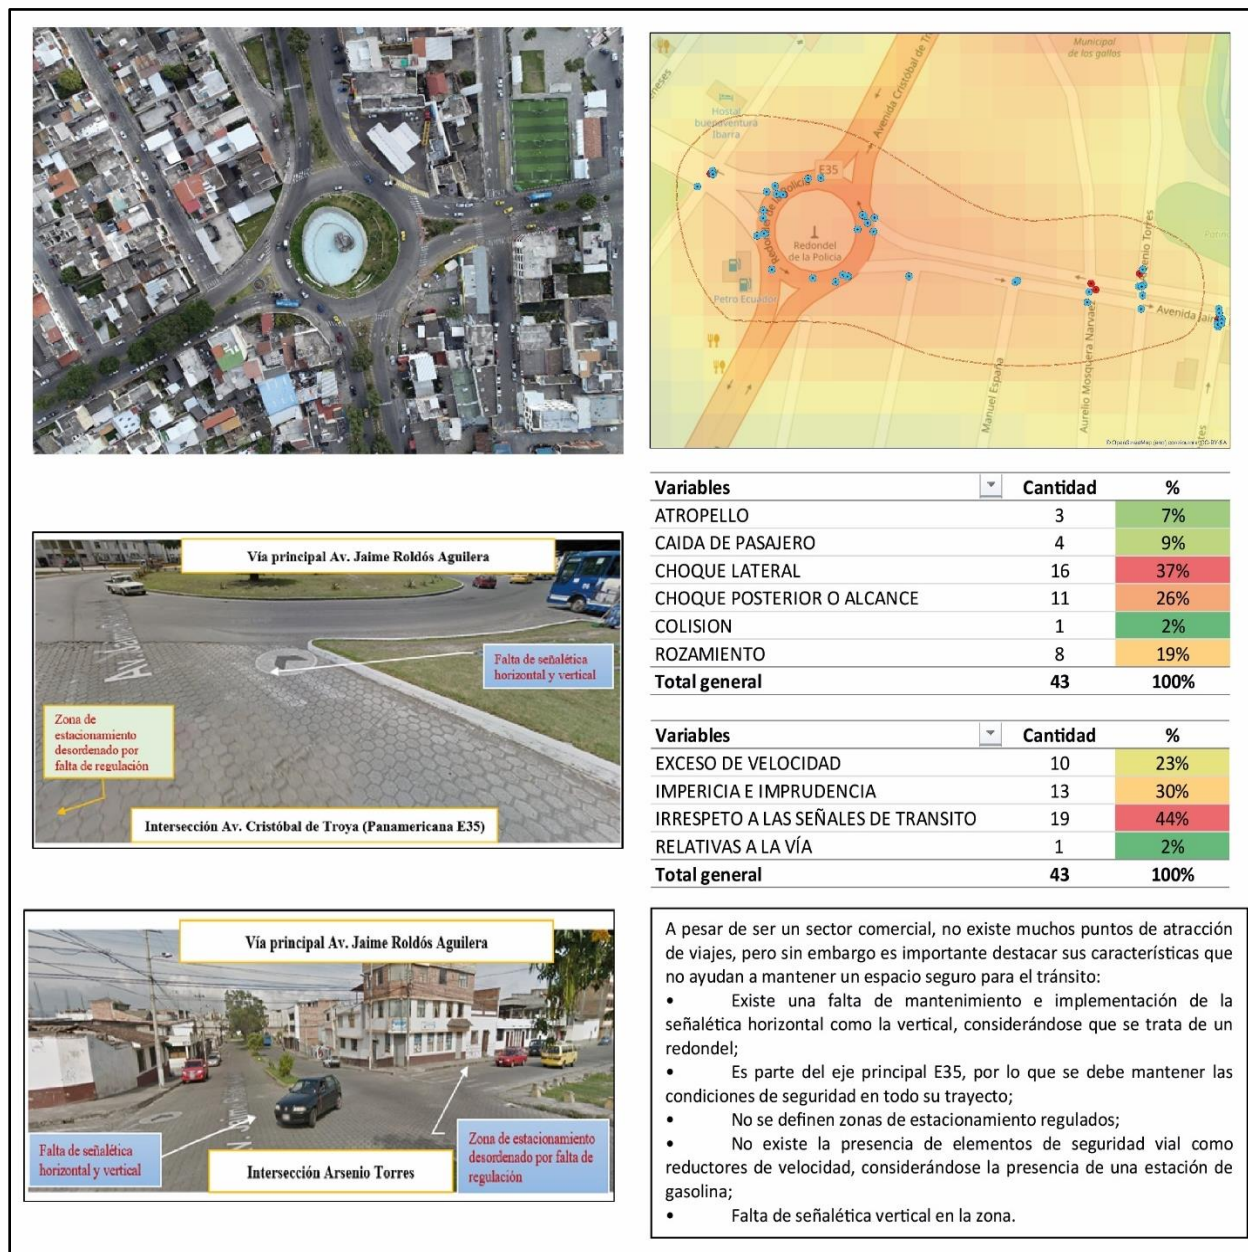 Municipal
de los gallos
Avenida Cristóbal de Tr
Hostal
buenaventura
Ibarra
E35
Redondel de la Policía
Redondel
de la Policía
Petro Ecuador
Arsenio Torres
Avenida Jaim
Manuel España
Aurelio Mosquera Narvaez
Variables Cantidad %
ATROPELLO 3 7%
CAIDA DE PASAJERO 4 9%
CHOQUE LATERAL 16 37%
CHOQUE POSTERIOR O ALCANCE 11 26%
COLISION 1 2%
ROZAMIENTO 8 19%
Total general 43 100%
Vía principal Av. Jaime Roldós Aguilera
Falta de señalética
horizontal y vertical
Zona de
estacionamiento
desordenado por
falta de regulación
Intersección Av. Cristóbal de Troya (Panamericana E35)
Variables Cantidad %
EXCESO DE VELOCIDAD 10 23%
IMPERICIA E IMPRUDENCIA 13 30%
IRRESPETO A LAS SEÑALES DE TRANSITO 19 44%
RELATIVAS A LA VÍA 1 2%
Total general 43 100%
Vía principal Av. Jaime Roldós Aguilera
Falta de señalética
horizontal y vertical
Intersección Arsenio Torres
Zona de estacionamiento
desordenado por falta de
regulación
A pesar de ser un sector comercial, no existe muchos puntos de atracción
de viajes, pero sin embargo es importante destacar sus características que
no ayudan a mantener un espacio seguro para el tránsito:
• Existe una falta de mantenimiento e implementación de la
señalética horizontal como la vertical, considerándose que se trata de un
redondel;
• Es parte del eje principal E35, por lo que se debe mantener las
condiciones de seguridad en todo su trayecto;
• No se definen zonas de estacionamiento regulados;
• No existe la presencia de elementos de seguridad vial como
reductores de velocidad, considerándose la presencia de una estación de
gasolina;
• Falta de señalética vertical en la zona.